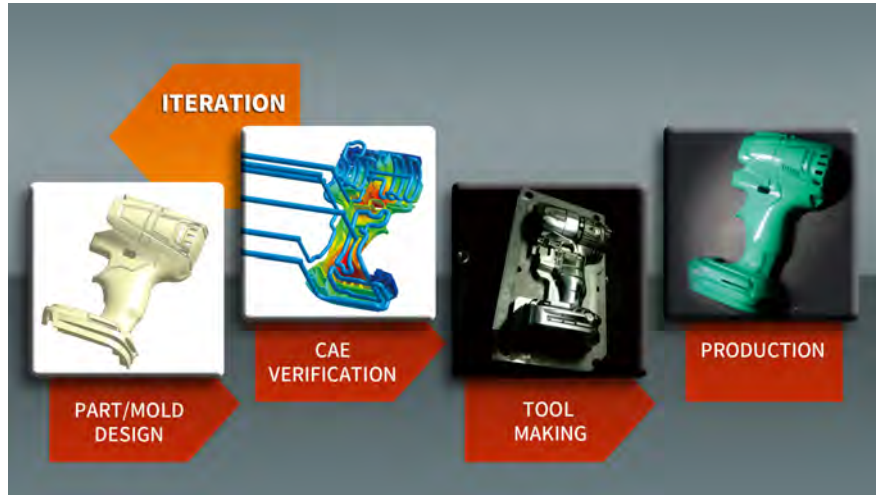 ITERATION
PART/MOLD
DESIGN
CAE
VERIFICATION
TOOL
MAKING
PRODUCTION